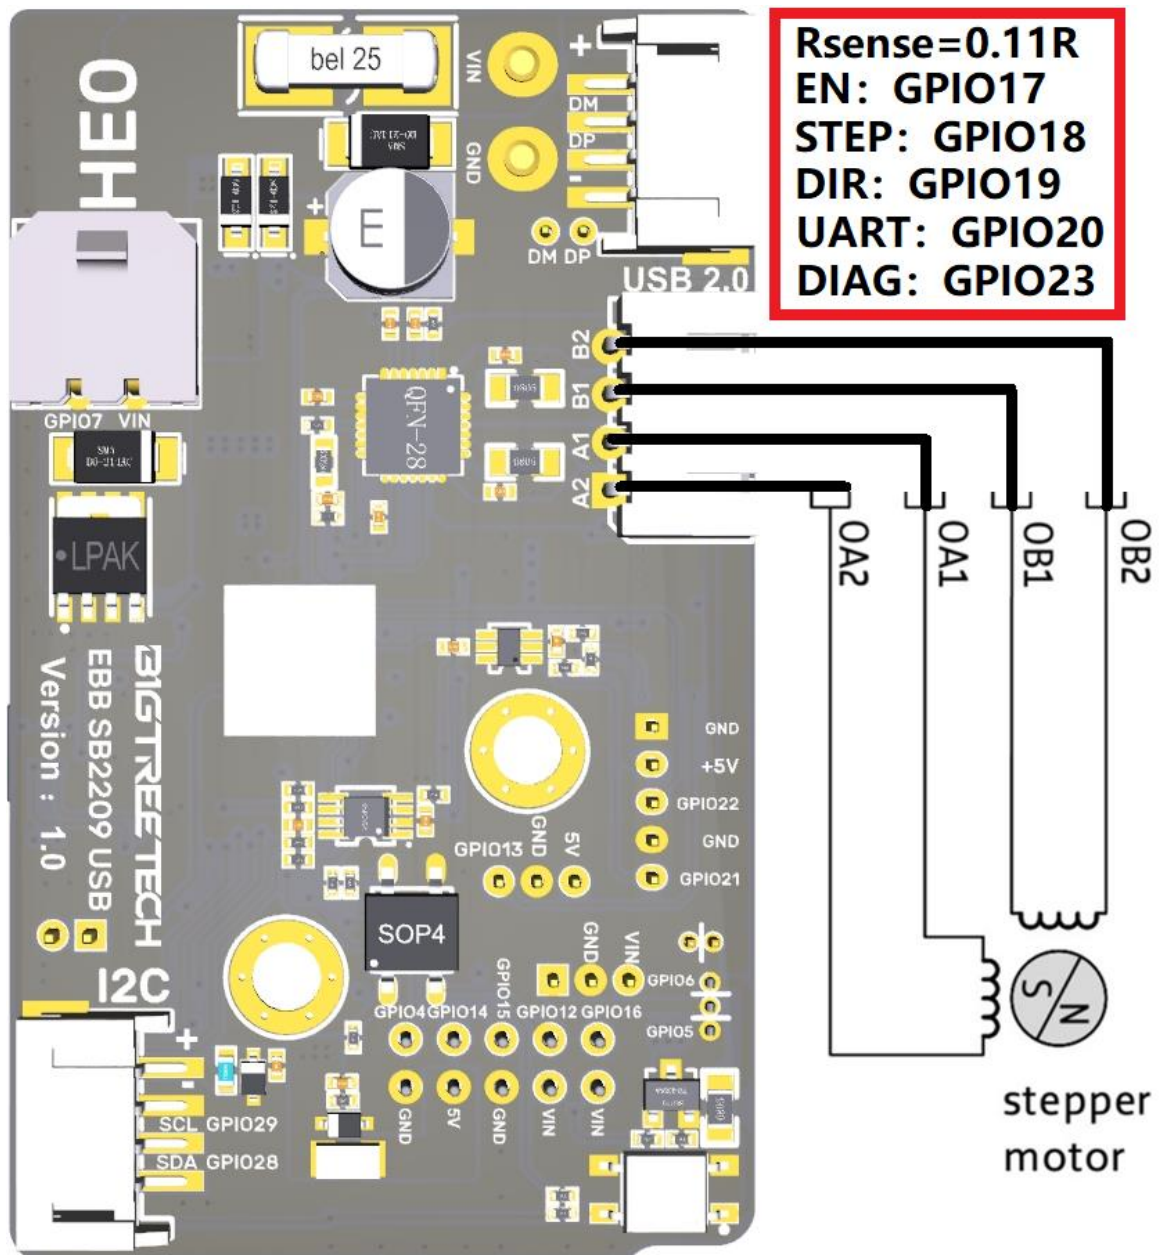 Rsense=0.11R
EN: GPIO17
STEP: GPIO18
DIR: GPIO19
UART: GPIO20
DIAG: GPIO23
HEO
bel 25
VIN
+
DM
DP
-
GND
+
E
DM DP
USB 2.0
B2
B1
A1
A2
GPIO7 VIN
QFN-28
SMA
LPAK
OA2
OA1
OB1
OB2
BIGTREETECH
EBB SB2209 USB
Version : 1.0
GND
+5V
GPIO22
GND
GPIO21
GPIO13
GND
5V
SOP4
GND
VIN
GPIO6
GPIO5
I2C
GPIO4
GPIO14
GPIO15
GPIO12
GPIO16
GND
5V
GND
VIN
VIN
+
-
SCL GPIO29
SDA GPIO28
S
N
stepper
motor